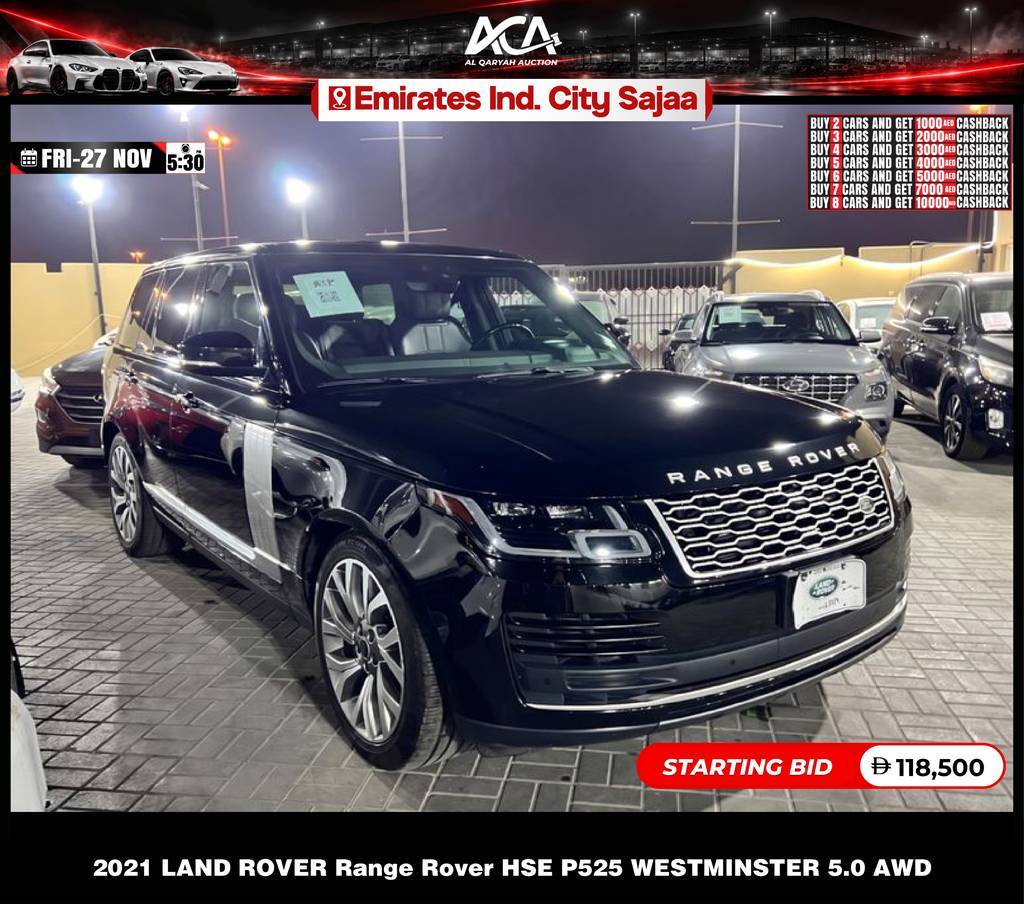 ACA
AL QARYAH AUCTION
Emirates Ind. City Sajaa
FRI-27 NOV 5:30
BUY 2 CARS AND GET 1000 AED CASHBACK
BUY 3 CARS AND GET 2000 AED CASHBACK
BUY 4 CARS AND GET 3000 AED CASHBACK
BUY 5 CARS AND GET 4000 AED CASHBACK
BUY 6 CARS AND GET 5000 AED CASHBACK
BUY 7 CARS AND GET 7000 AED CASHBACK
BUY 8 CARS AND GET 10000 AED CASHBACK
RANGE ROVER
LAND ROVER
STARTING BID 118,500
2021 LAND ROVER Range Rover HSE P525 WESTMINSTER 5.0 AWD